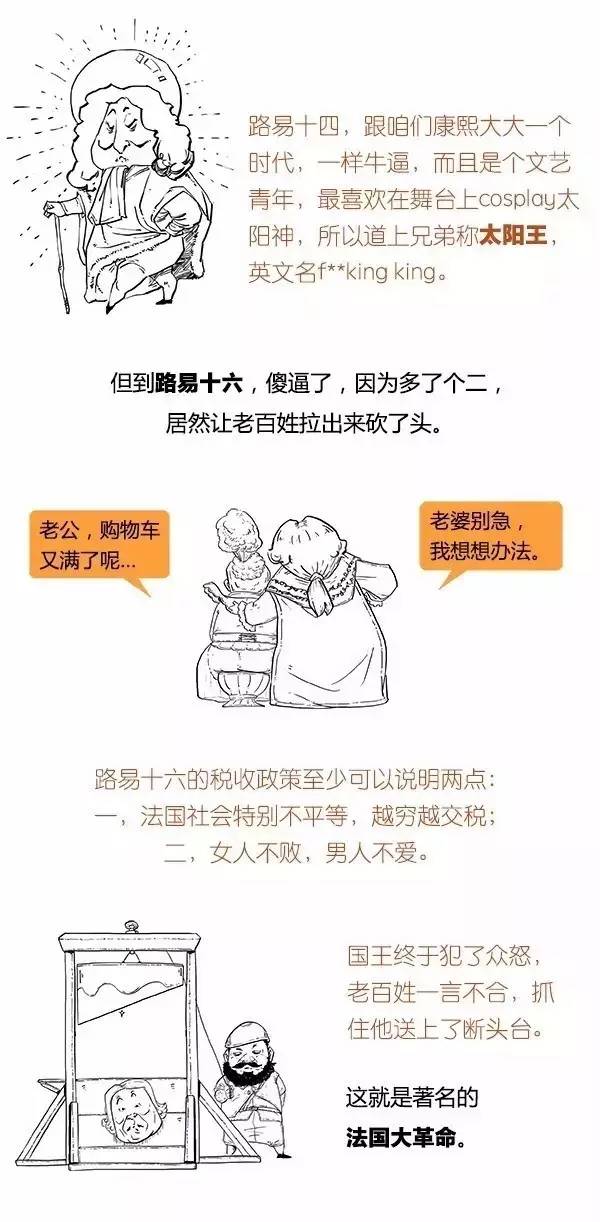 路易十四，跟咱们康熙大大一个
时代，一样牛逼，而且是个文艺
青年，最喜欢在舞台上cosplay太
阳神，所以道上兄弟称太阳王，
英文名f**king king。
但到路易十六，傻逼了，因为多了个二，
居然让老百姓拉出来砍了头。
老公，购物车
又满了呢...
老婆别急，
我想想办法。
路易十六的税收政策至少可以说明两点：
一，法国社会特别不平等，越穷越交税；
二，女人不败，男人不爱。
国王终于犯了众怒，
老百姓一言不合，抓
住他送上了断头台。
这就是著名的
法国大革命。